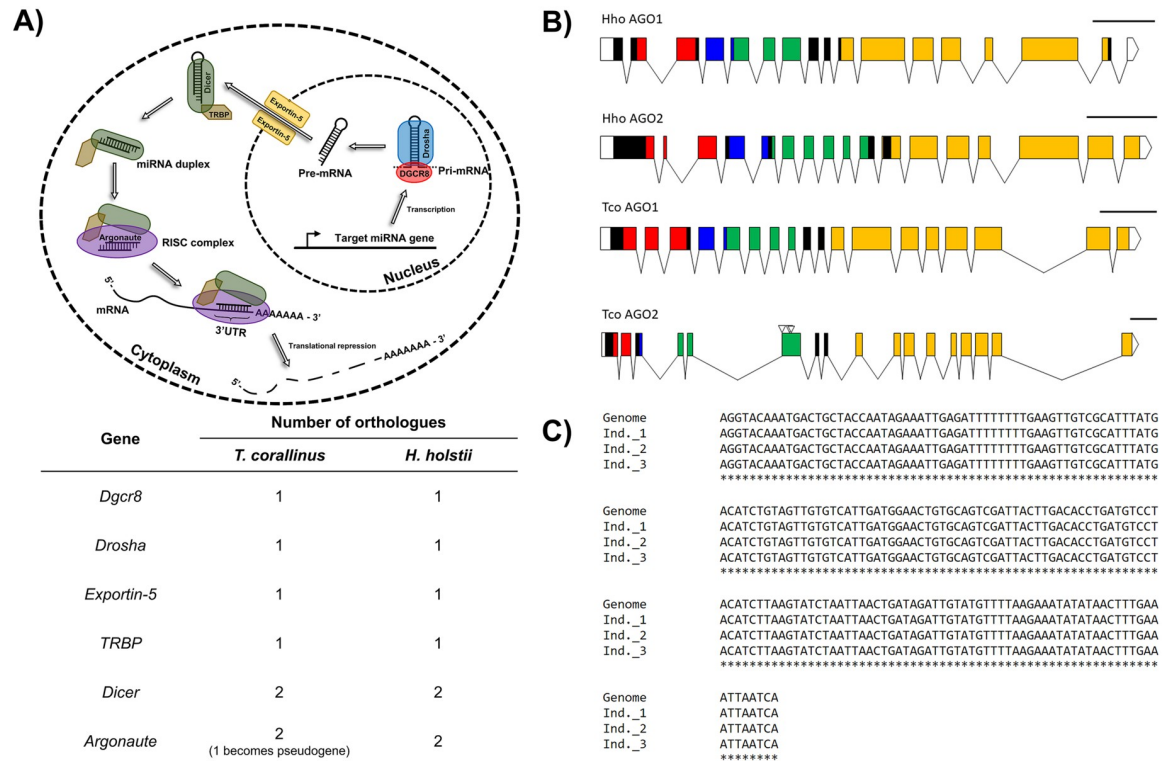 A)
Dicer
TRBP
Exportin-5
Exportin-5
Drosha
DGCR8
Pri-mRNA
Pre-mRNA
miRNA duplex
Transcription
Argonaute
RISC complex
Target miRNA gene
Nucleus
5'-
mRNA
AAAAAAA - 3'
3'UTR
Translational repression
AAAAAAA - 3'
5'-
Cytoplasm
Gene
Number of orthologues
T. corallinus H. holstii
Dgcr8 1 1
Drosha 1 1
Exportin-5 1 1
TRBP 1 1
Dicer 2 2
Argonaute 2 2
(1 becomes pseudogene)
B)
Hho AGO1
Hho AGO2
Tco AGO1
Tco AGO2
C)
Genome AGGTACAAATGACTGCTACCAATAGAAATTGAGATTTTTTTTGAAGTTGTCGCATTTATG
Ind._1 AGGTACAAATGACTGCTACCAATAGAAATTGAGATTTTTTTTGAAGTTGTCGCATTTATG
Ind._2 AGGTACAAATGACTGCTACCAATAGAAATTGAGATTTTTTTTGAAGTTGTCGCATTTATG
Ind._3 AGGTACAAATGACTGCTACCAATAGAAATTGAGATTTTTTTTGAAGTTGTCGCATTTATG
************************************************************
Genome ACATCTGTAGTTGTGTCATTGATGGAACTGTGCAGTCGATTACTTGACACCTGATGTCCT
Ind._1 ACATCTGTAGTTGTGTCATTGATGGAACTGTGCAGTCGATTACTTGACACCTGATGTCCT
Ind._2 ACATCTGTAGTTGTGTCATTGATGGAACTGTGCAGTCGATTACTTGACACCTGATGTCCT
Ind._3 ACATCTGTAGTTGTGTCATTGATGGAACTGTGCAGTCGATTACTTGACACCTGATGTCCT
************************************************************
Genome ACATCTTAAGTATCTAATTAACTGATAGATTGTATGTTTTAAGAAATATATAACTTTGAA
Ind._1 ACATCTTAAGTATCTAATTAACTGATAGATTGTATGTTTTAAGAAATATATAACTTTGAA
Ind._2 ACATCTTAAGTATCTAATTAACTGATAGATTGTATGTTTTAAGAAATATATAACTTTGAA
Ind._3 ACATCTTAAGTATCTAATTAACTGATAGATTGTATGTTTTAAGAAATATATAACTTTGAA
************************************************************
Genome ATTAATCA
Ind._1 ATTAATCA
Ind._2 ATTAATCA
Ind._3 ATTAATCA
********